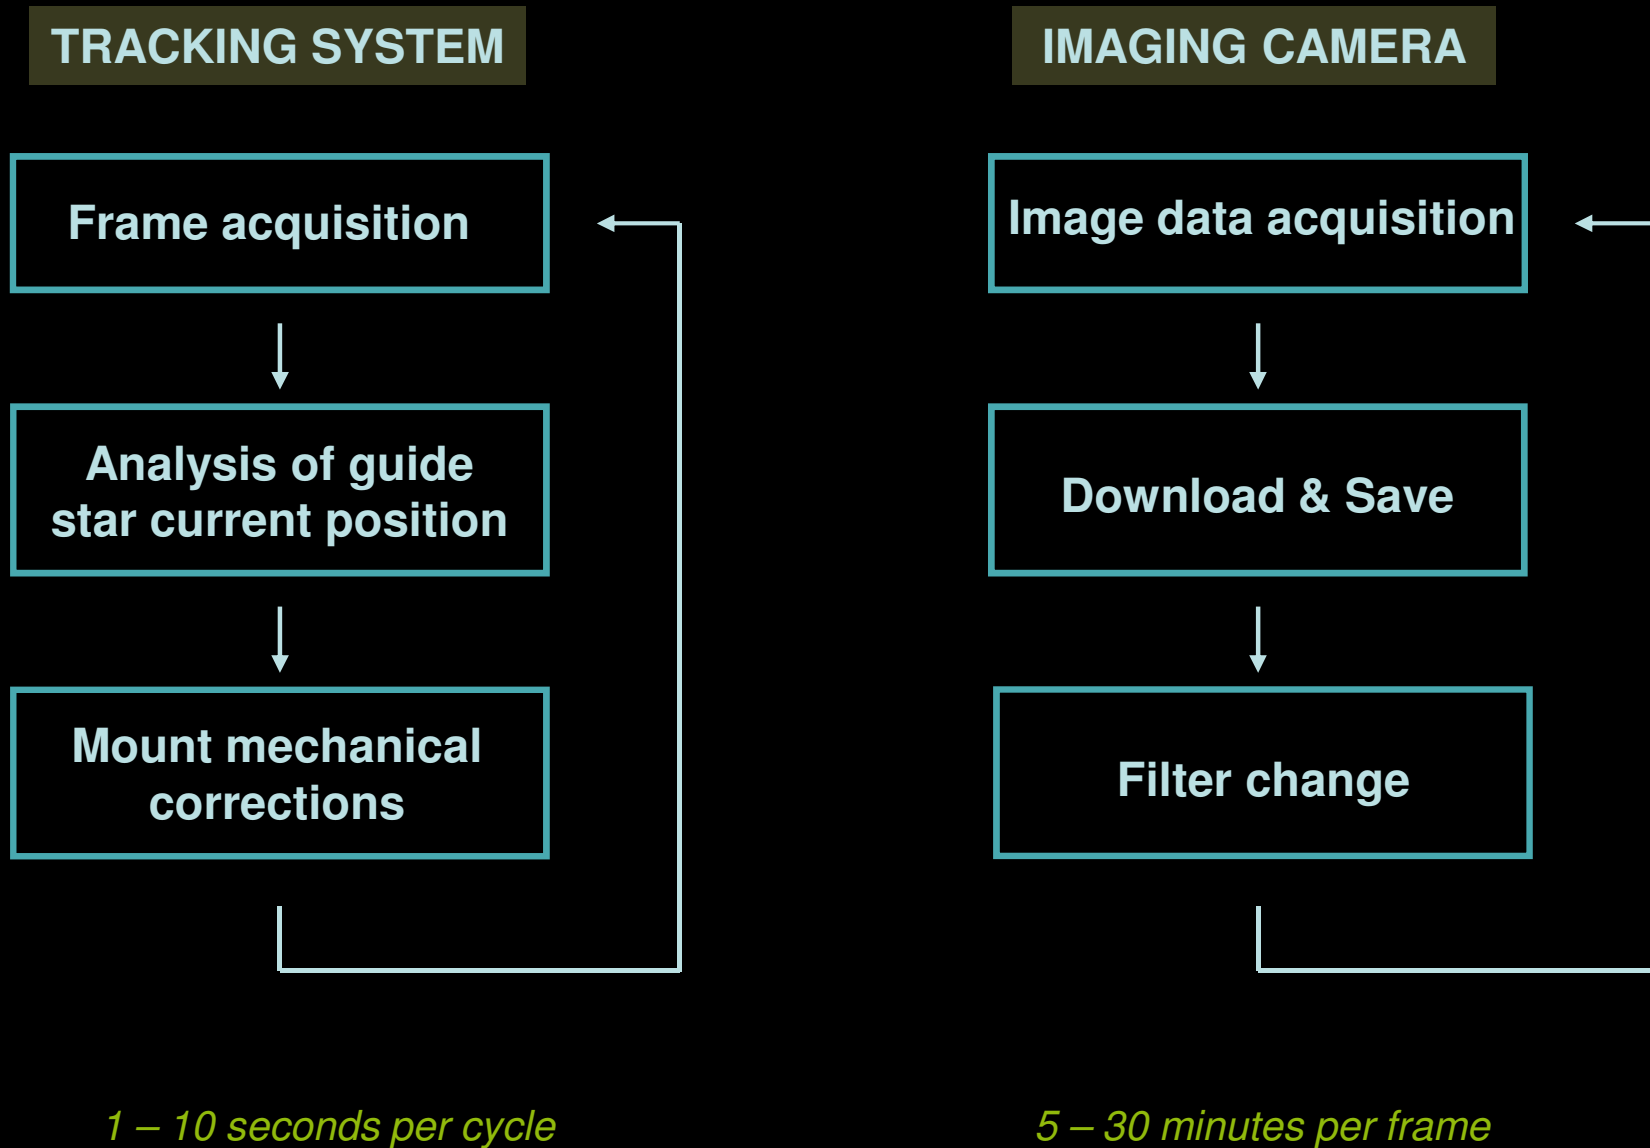 TRACKING SYSTEM
Frame acquisition
Analysis of guide
star current position
Mount mechanical
corrections
1 – 10 seconds per cycle
IMAGING CAMERA
Image data acquisition
Download & Save
Filter change
5 – 30 minutes per frame